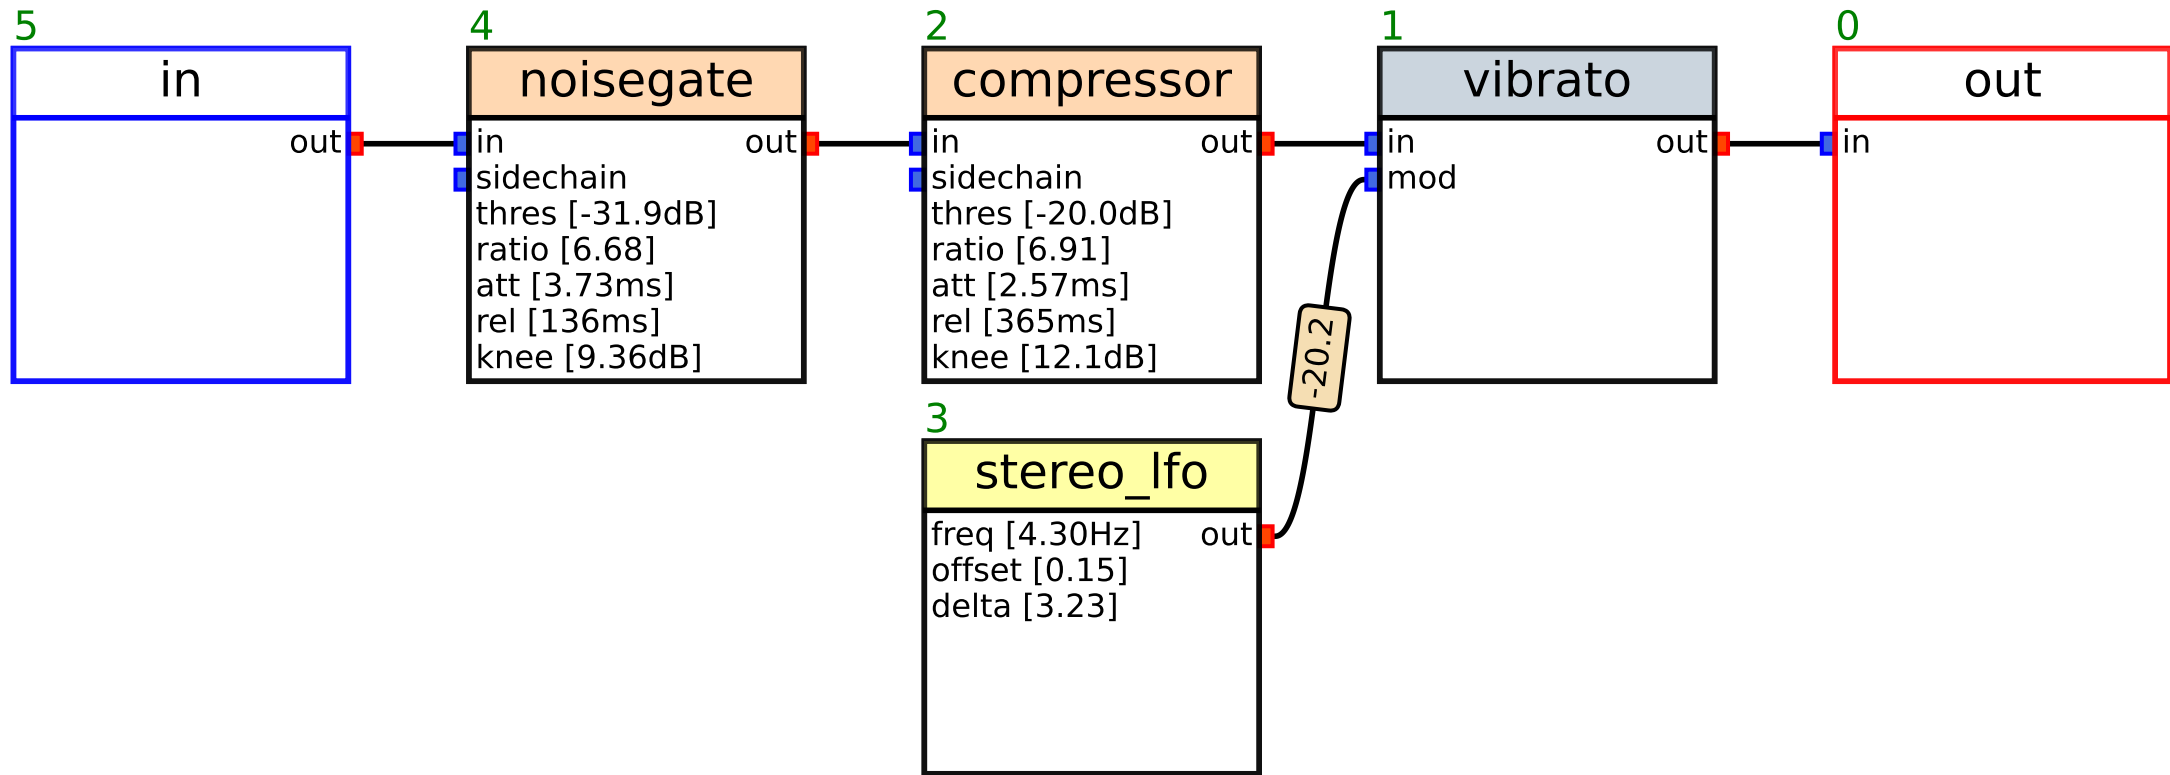 5
in
out
4
noisegate
in out
sidechain
thres [-31.9dB]
ratio [6.68]
att [3.73ms]
rel [136ms]
knee [9.36dB]
2
compressor
in out
sidechain
thres [-20.0dB]
ratio [6.91]
att [2.57ms]
rel [365ms]
knee [12.1dB]
1
vibrato
in out
mod
0
out
in
-20.2
3
stereo_lfo
freq [4.30Hz] out
offset [0.15]
delta [3.23]